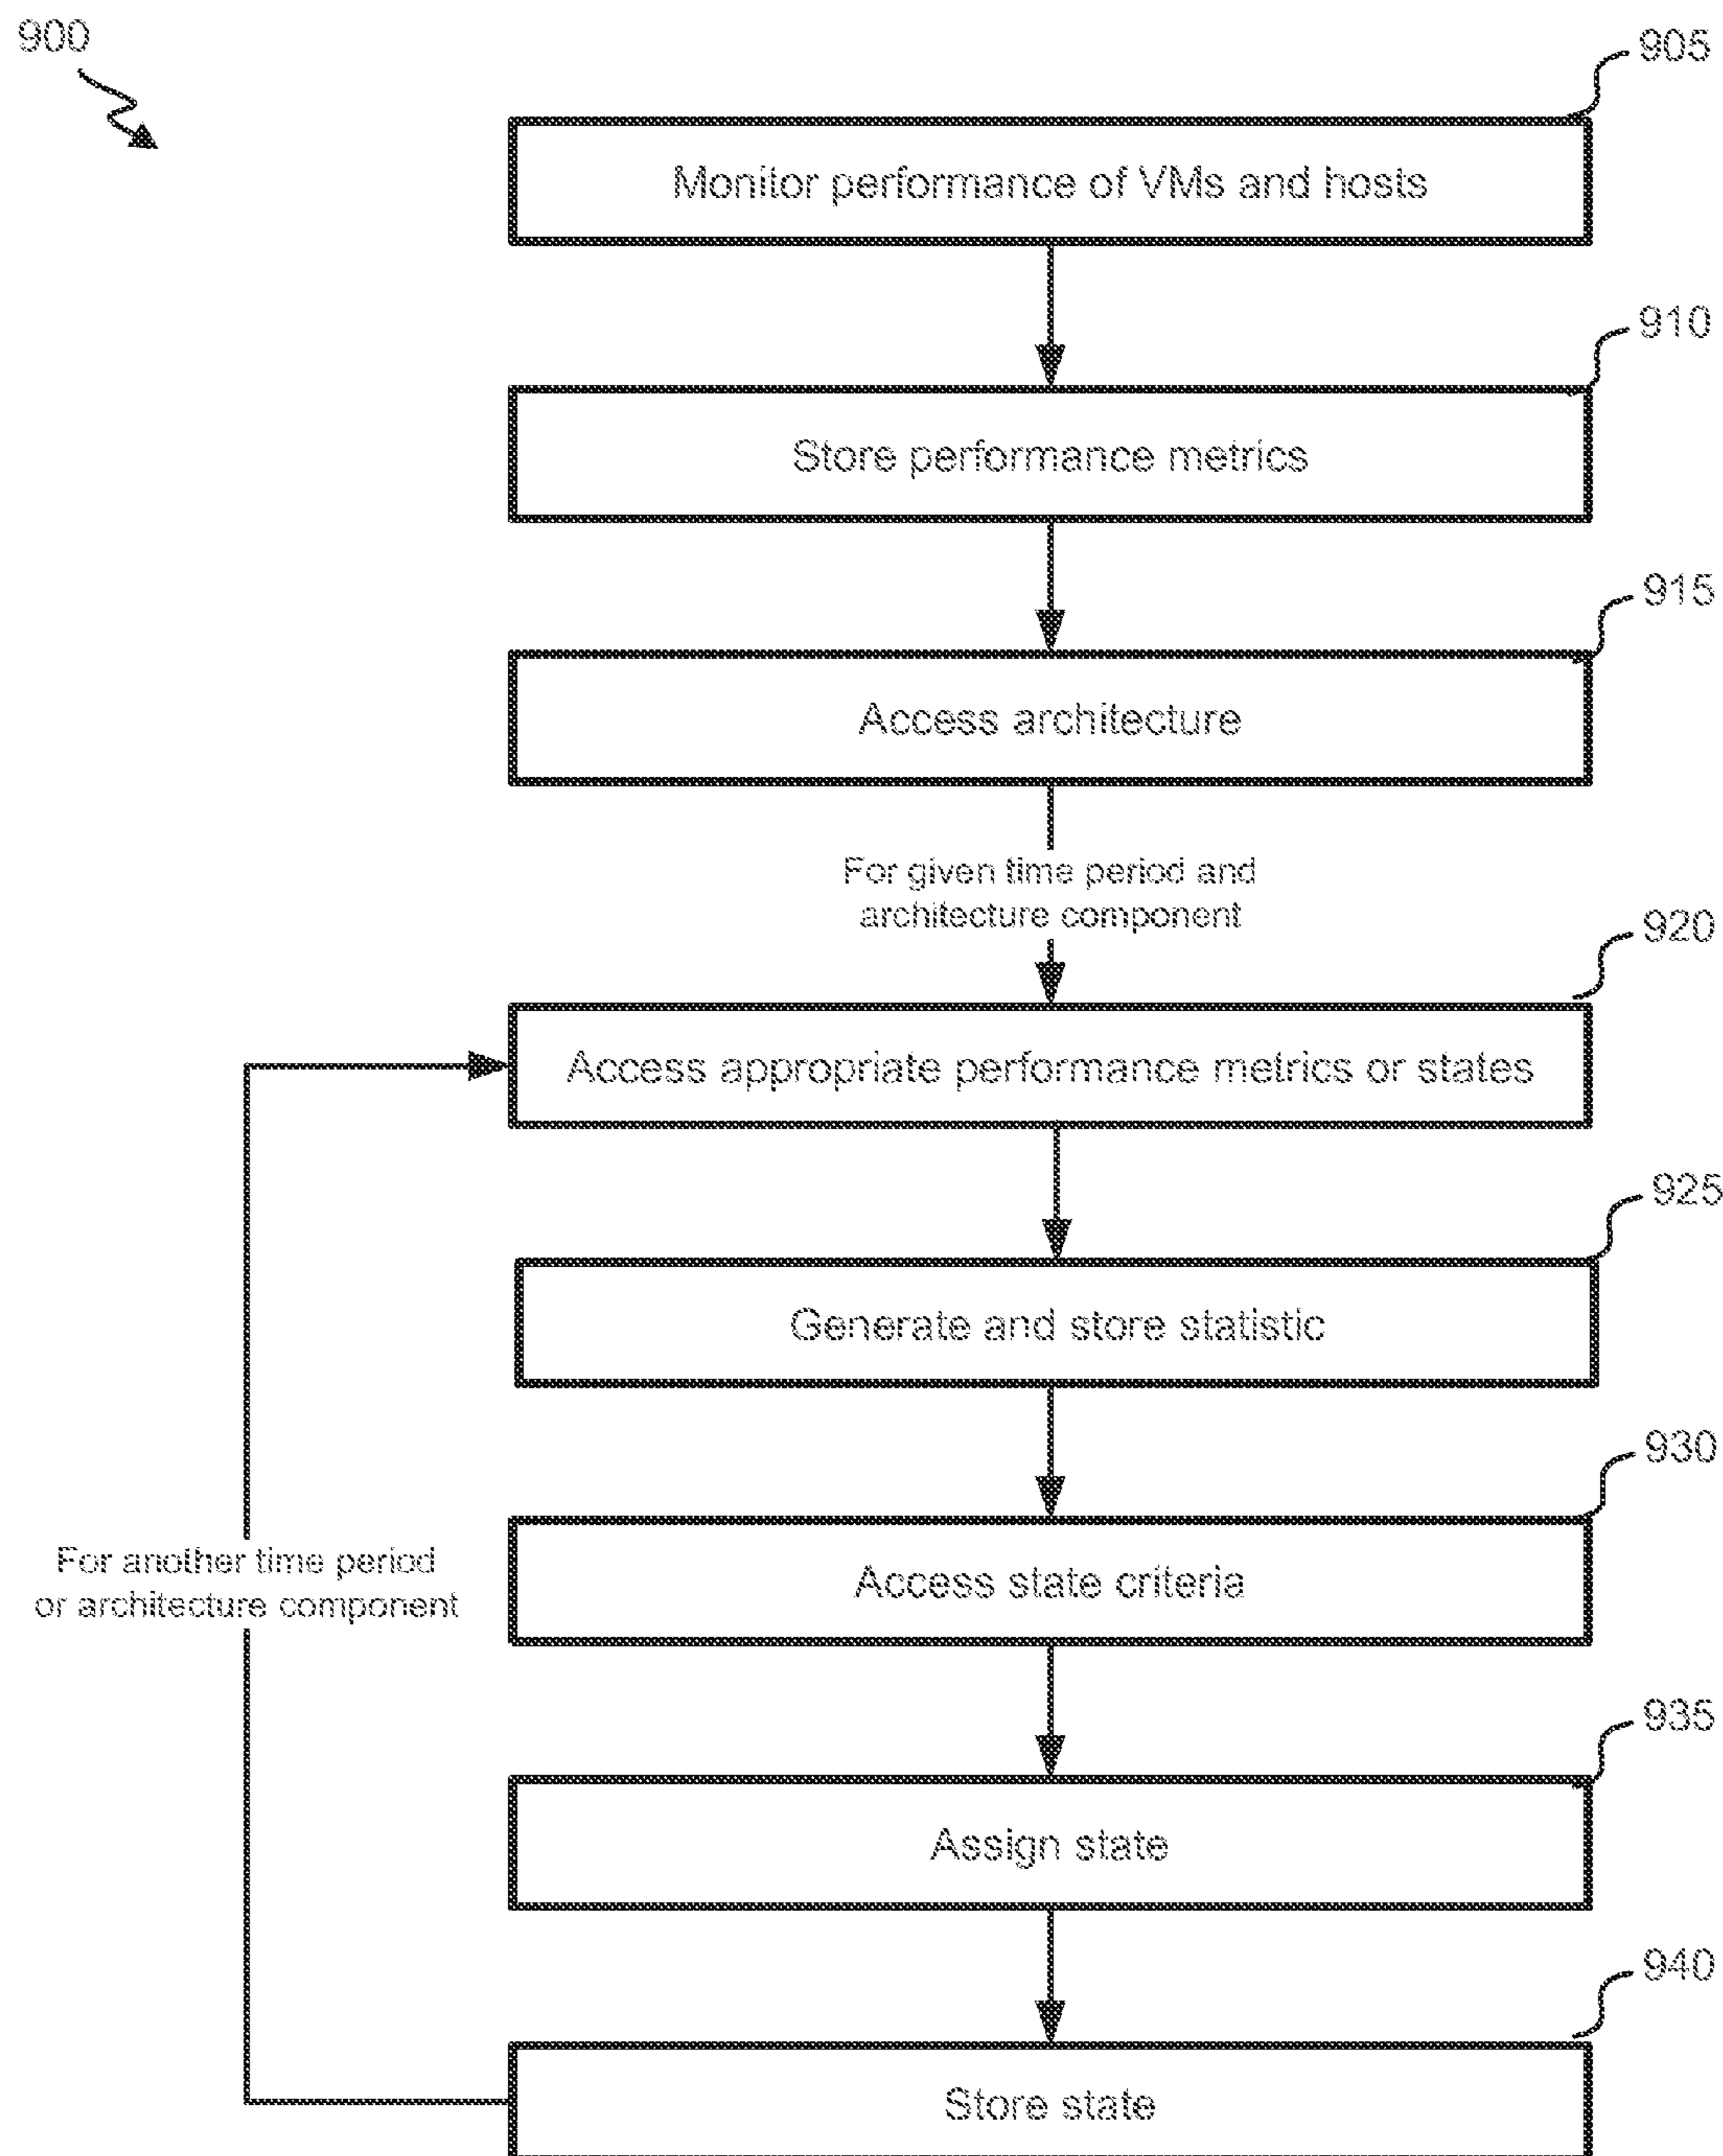 900
905
Monitor performance of VMs and hosts
910
Store performance metrics
915
Access architecture
For given time period and
architecture component
920
Access appropriate performance metrics or states
925
Generate and store statistic
930
Access state criteria
For another time period
or architecture component
935
Assign state
940
Store state